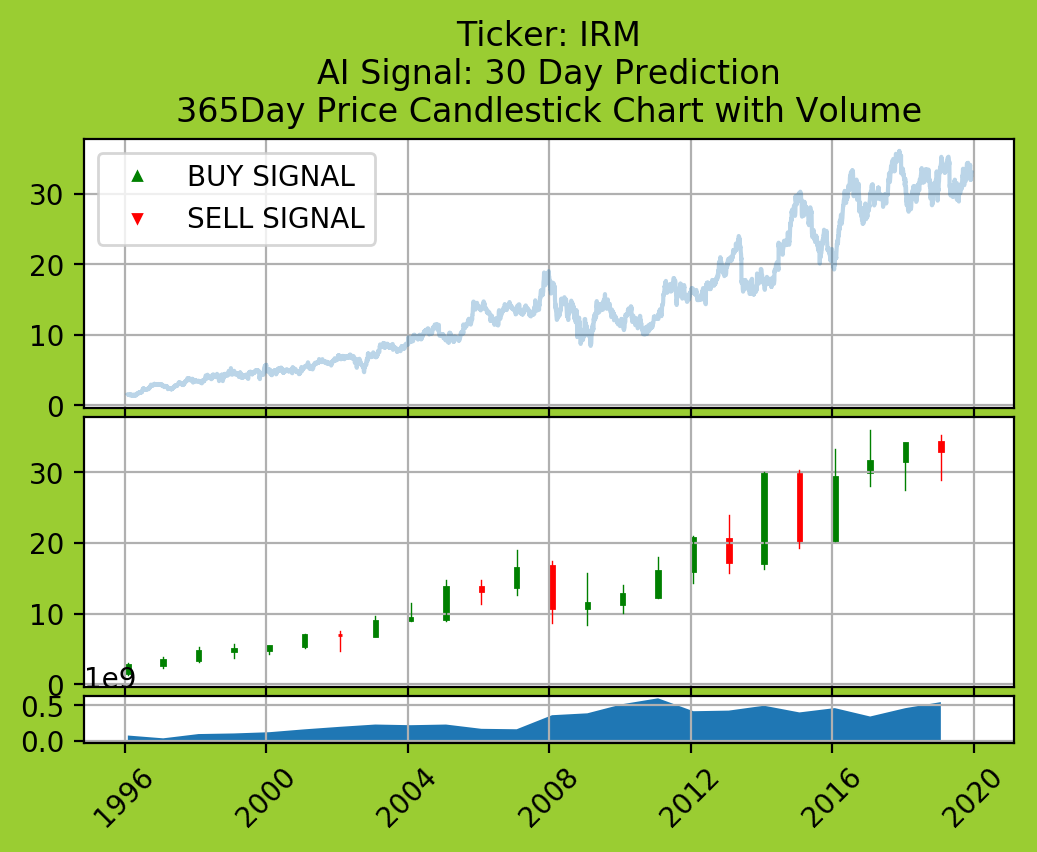 Ticker: IRM
AI Signal: 30 Day Prediction
365Day Price Candlestick Chart with Volume
BUY SIGNAL
SELL SIGNAL
30
20
10
0
30
20
10
0
1e9
0.5
0.0
1996
2000
2004
2008
2012
2016
2020